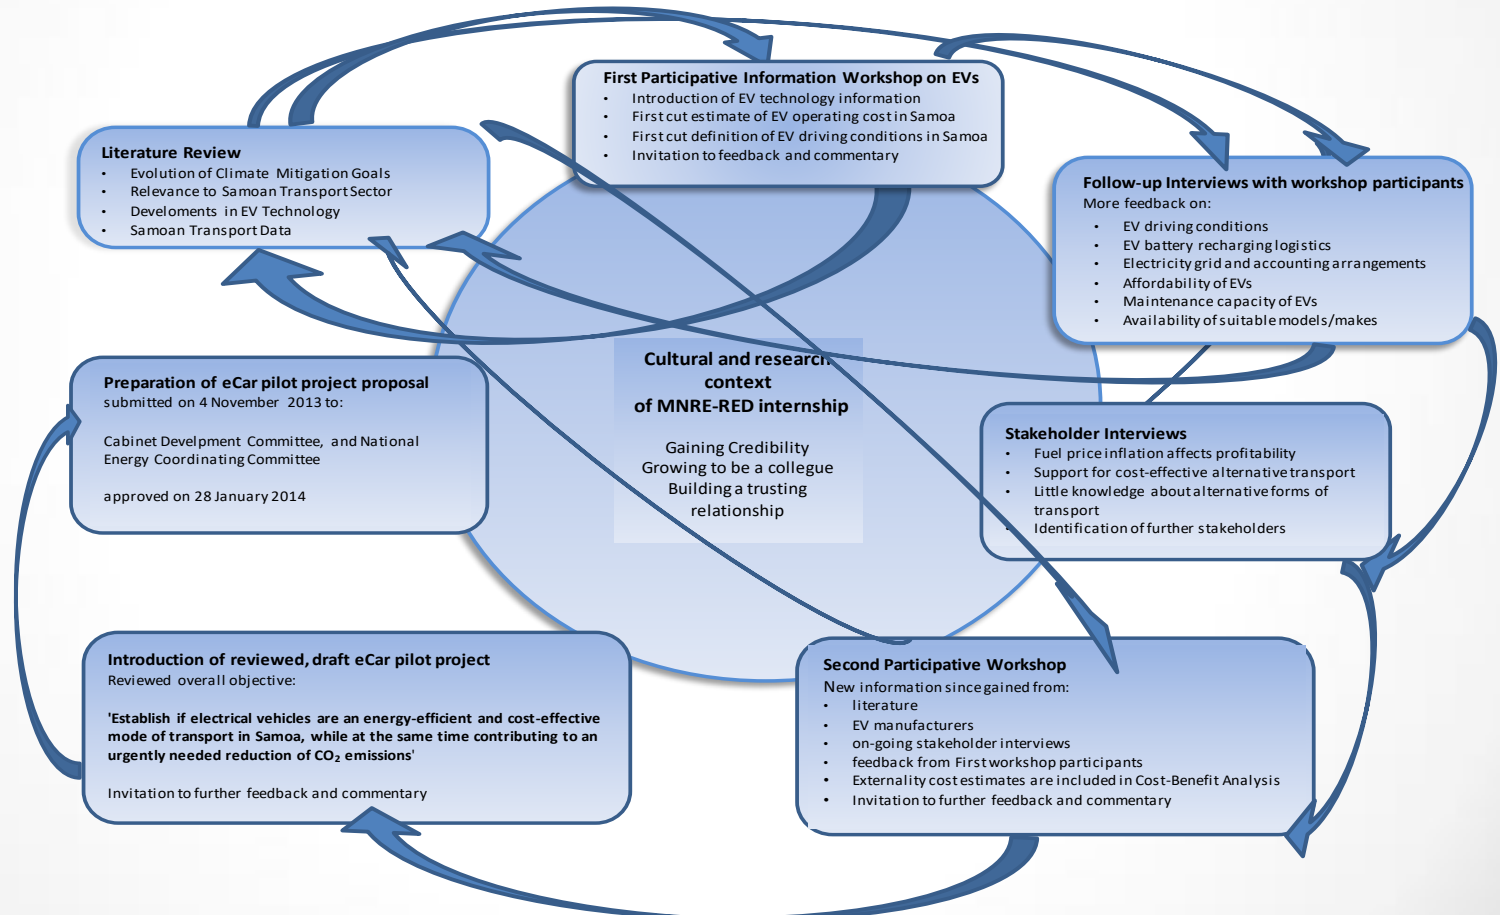 First Participative Information Workshop on EVs
• Introduction of EV technology information
• First cut estimate of EV operating cost in Samoa
• First cut definition of EV driving conditions in Samoa
• Invitation to feedback and commentary
Literature Review
• Evolution of Climate Mitigation Goals
• Relevance to Samoan Transport Sector
• Develoments in EV Technology
• Samoan Transport Data
Follow-up Interviews with workshop participants
More feedback on:
• EV driving conditions
• EV battery recharging logistics
• Electricity grid and accounting arrangements
• Affordability of EVs
• Maintenance capacity of EVs
• Availability of suitable models/makes
Cultural and research
context
of MNRE-RED internship
Gaining Credibility
Growing to be a collegue
Building a trusting
relationship
Preparation of eCar pilot project proposal
submitted on 4 November 2013 to:
Cabinet Develpment Committee, and National
Energy Coordinating Committee
approved on 28 January 2014
Stakeholder Interviews
• Fuel price inflation affects profitability
• Support for cost-effective alternative transport
• Little knowledge about alternative forms of
transport
• Identification of further stakeholders
Introduction of reviewed, draft eCar pilot project
Reviewed overall objective:
'Establish if electrical vehicles are an energy-efficient and cost-effective
mode of transport in Samoa, while at the same time contributing to an
urgently needed reduction of CO₂ emissions'
Invitation to further feedback and commentary
Second Participative Workshop
New information since gained from:
• literature
• EV manufacturers
• on-going stakeholder interviews
• feedback from First workshop participants
• Externality cost estimates are included in Cost-Benefit Analysis
• Invitation to further feedback and commentary